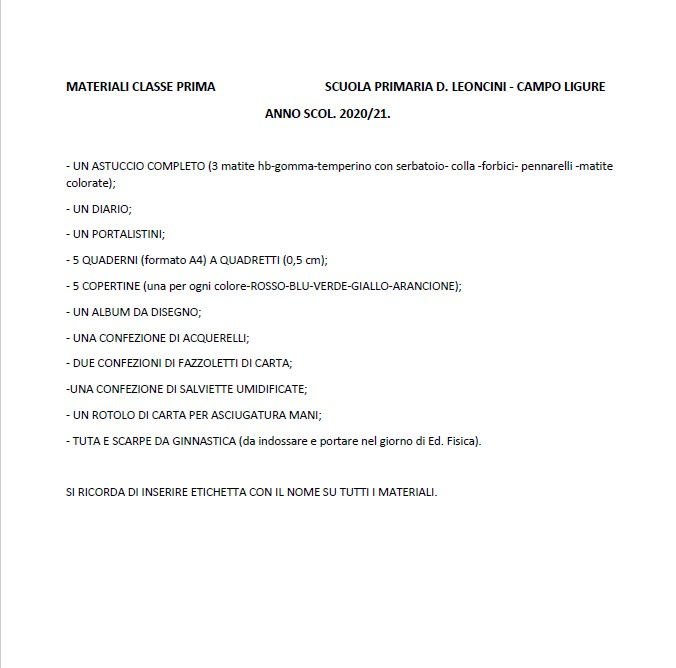 MATERIALI CLASSE PRIMA SCUOLA PRIMARIA D. LEONCINI - CAMPO LIGURE
ANNO SCOL. 2020/21.
- UN ASTUCCIO COMPLETO (3 matite hb-gomma-temperino con serbatoio- colla -forbici- pennarelli -matite
colorate);
- UN DIARIO;
- UN PORTALISTINI;
- 5 QUADERNI (formato A4) A QUADRETTI (0,5 cm);
- 5 COPERTINE (una per ogni colore-ROSSO-BLU-VERDE-GIALLO-ARANCIONE);
- UN ALBUM DA DISEGNO;
- UNA CONFEZIONE DI ACQUERELLI;
- DUE CONFEZIONI DI FAZZOLETTI DI CARTA;
-UNA CONFEZIONE DI SALVIETTE UMIDIFICATE;
- UN ROTOLO DI CARTA PER ASCIUGATURA MANI;
- TUTA E SCARPE DA GINNASTICA (da indossare e portare nel giorno di Ed. Fisica).
SI RICORDA DI INSERIRE ETICHETTA CON IL NOME SU TUTTI I MATERIALI.